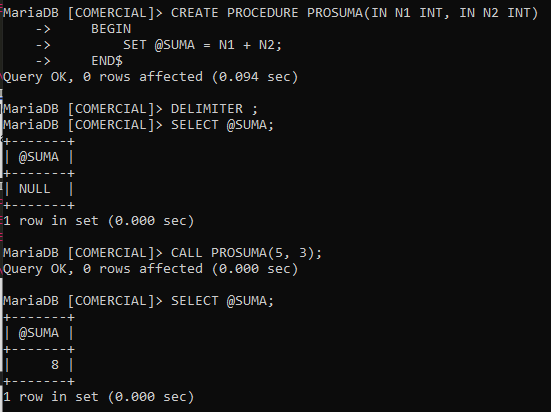 MariaDB [COMERCIAL]> CREATE PROCEDURE PROSUMA(IN N1 INT, IN N2 INT)
    ->     BEGIN
    ->         SET @SUMA = N1 + N2;
    ->     END$
Query OK, 0 rows affected (0.094 sec)

MariaDB [COMERCIAL]> DELIMITER ;
MariaDB [COMERCIAL]> SELECT @SUMA;
+-------+
| @SUMA |
+-------+
| NULL  |
+-------+
1 row in set (0.000 sec)

MariaDB [COMERCIAL]> CALL PROSUMA(5, 3);
Query OK, 0 rows affected (0.000 sec)

MariaDB [COMERCIAL]> SELECT @SUMA;
+-------+
| @SUMA |
+-------+
|     8 |
+-------+
1 row in set (0.000 sec)